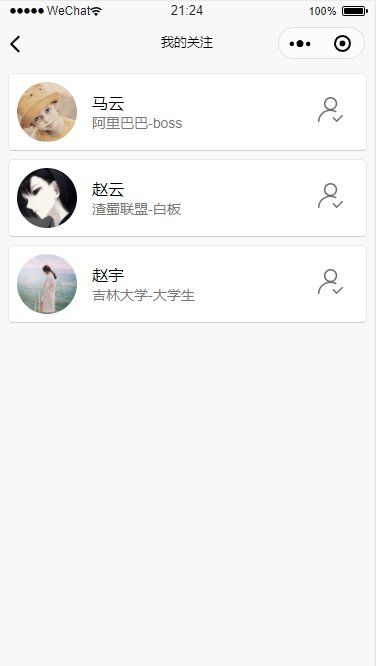 WeChat 21:24 100%
我的关注
马云
阿里巴巴-boss
赵云
渣蜀联盟-白板
赵宇
吉林大学-大学生